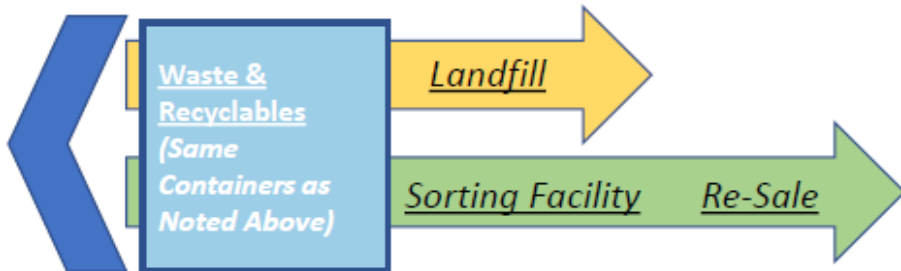 Waste &
Recyclables
(Same
Containers as
Noted Above)
Landfill
Sorting Facility Re-Sale